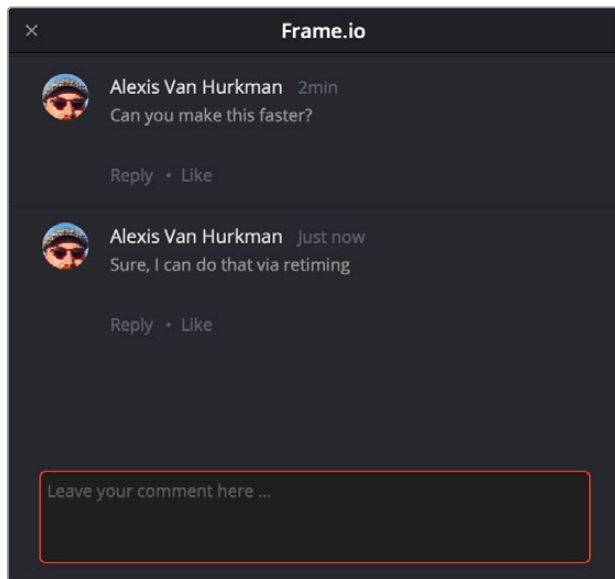 Frame.io
Alexis Van Hurkman 2min
Can you make this faster?
Reply • Like
Alexis Van Hurkman Just now
Sure, I can do that via retiming
Reply • Like
Leave your comment here ...